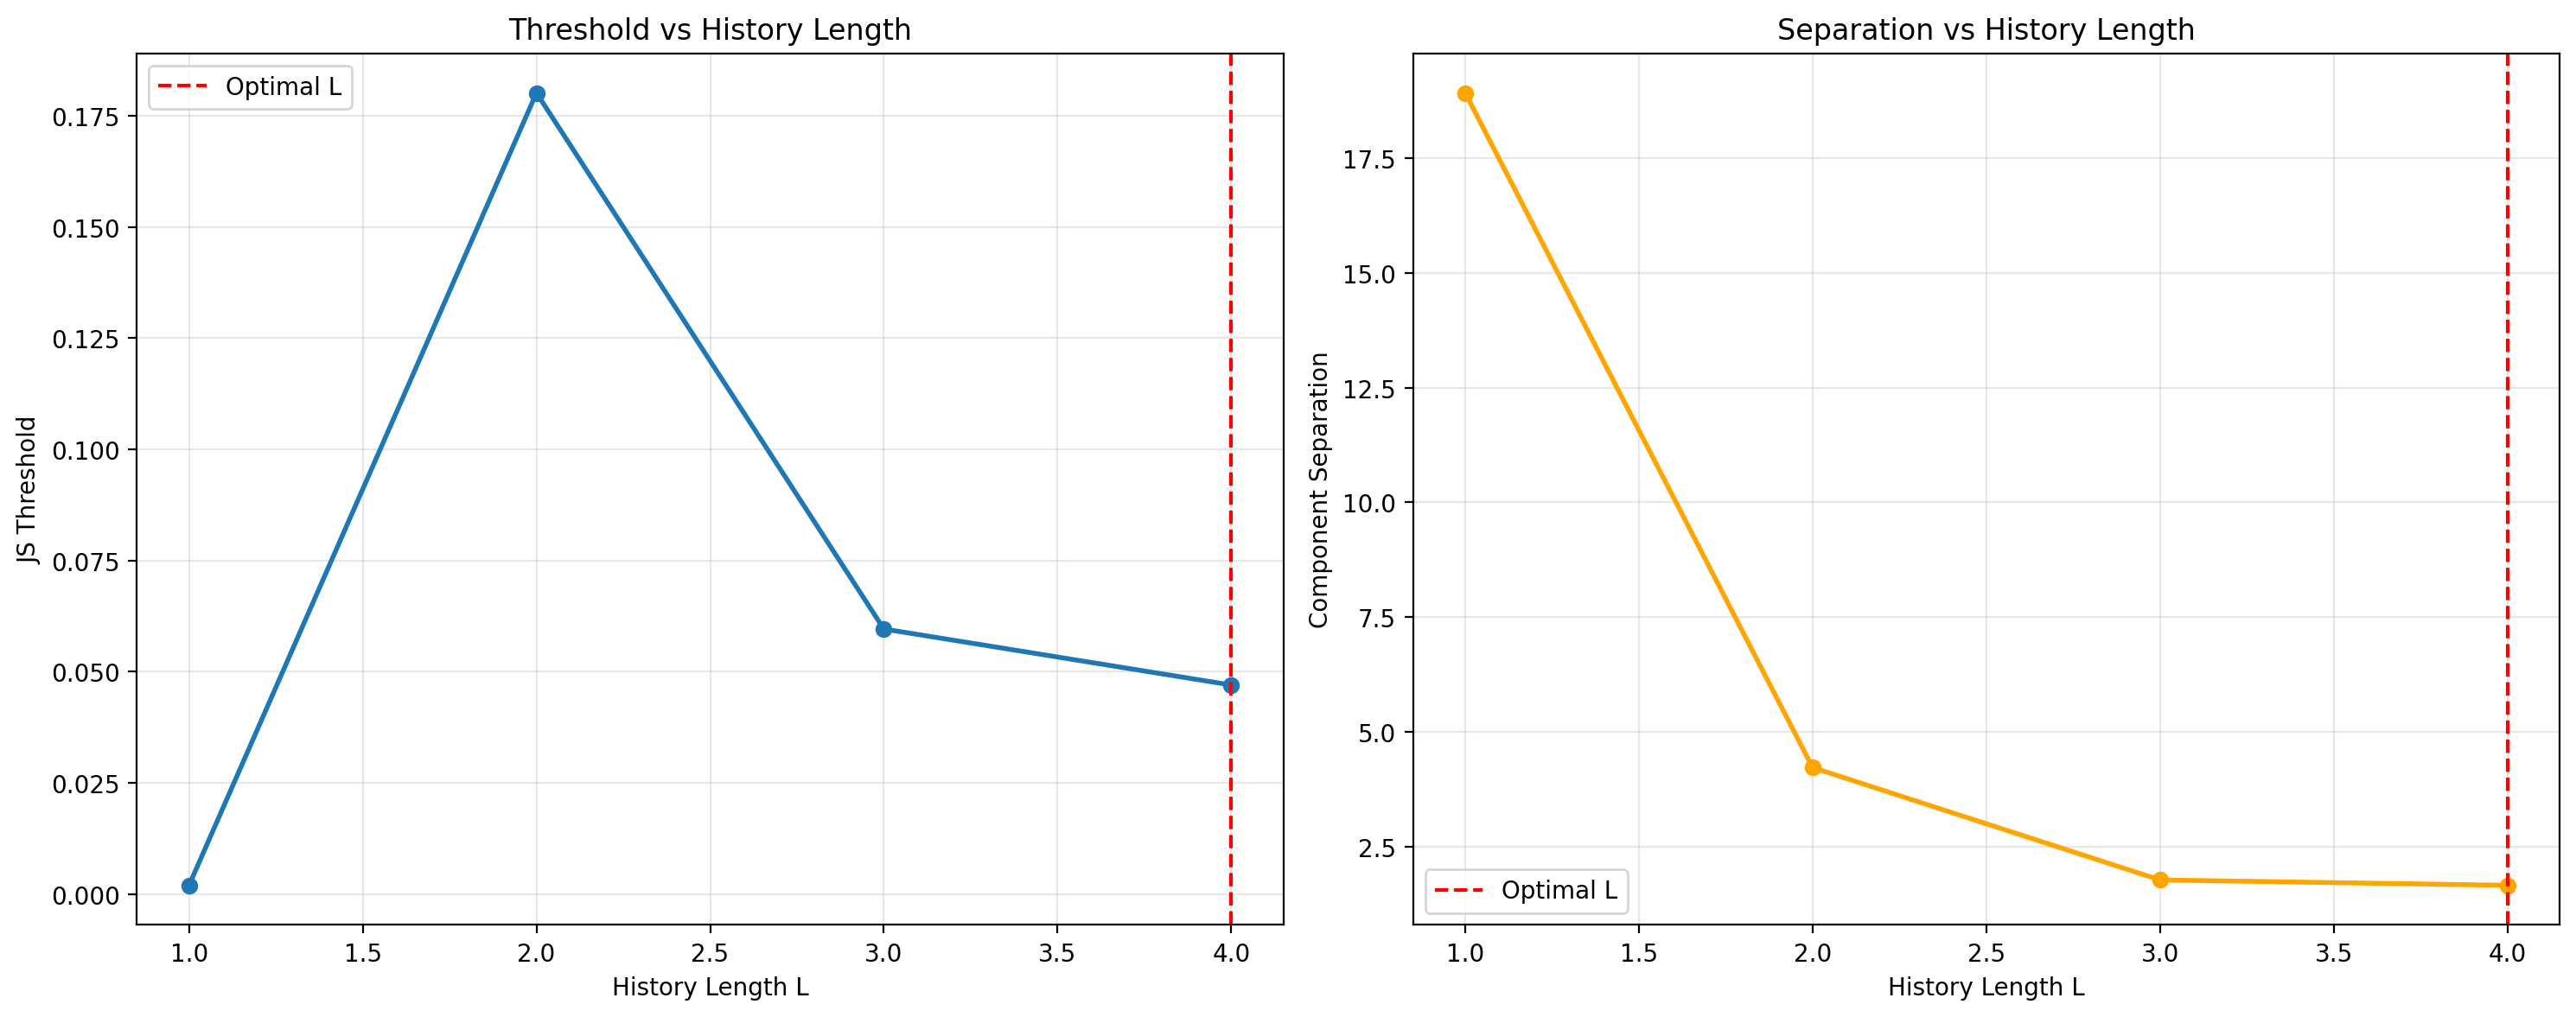 Threshold vs History Length
Optimal L
0.175
0.150
0.125
0.100
0.075
0.050
0.025
0.000
JS Threshold
1.0 1.5 2.0 2.5 3.0 3.5 4.0
History Length L
Separation vs History Length
17.5
15.0
12.5
10.0
7.5
5.0
2.5
Component Separation
Optimal L
1.0 1.5 2.0 2.5 3.0 3.5 4.0
History Length L